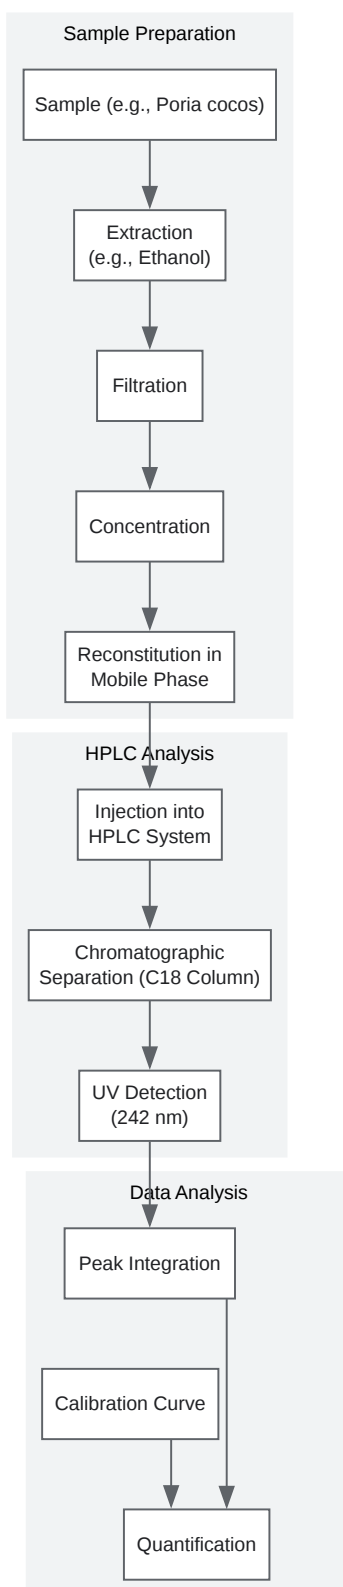 Sample Preparation
Sample (e.g., Poria cocos)
Extraction
(e.g., Ethanol)
Filtration
Concentration
Reconstitution in
Mobile Phase
HPLC Analysis
Injection into
HPLC System
Chromatographic
Separation (C18 Column)
UV Detection
(242 nm)
Data Analysis
Peak Integration
Calibration Curve
Quantification